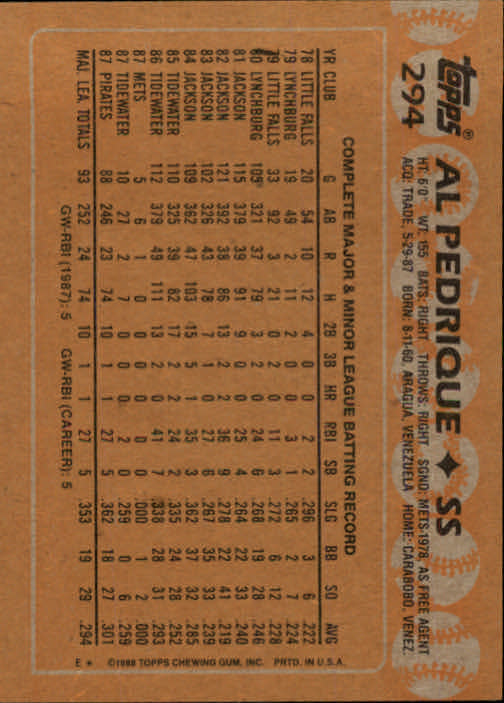 topps®
294
AL PEDRIQUE ✦ SS
HT: 6'0" WT: 155 BATS: RIGHT THROWS: RIGHT SGND: METS-1978, AS FREE AGENT
ACQ: TRADE, 5-29-87 BORN: 8-11-60, ARAGUA, VENEZUELA HOME: CARABOBO, VENEZ.
COMPLETE MAJOR & MINOR LEAGUE BATTING RECORD
YR CLUB G AB R H 2B 3B HR RBI SB SLG BB SO AVG
78 LITTLE FALLS 20 54 10 12 4 0 0 2 2 .296 3 6 .222
79 LYNCHBURG 19 49 2 11 2 0 0 3 1 .265 2 7 .224
79 LITTLE FALLS 33 92 3 21 0 2 0 11 3 .272 6 12 .228
80 LYNCHBURG 109 321 37 79 3 2 0 24 6 .268 19 28 .246
81 JACKSON 115 379 39 91 9 0 0 25 4 .264 22 33 .240
82 JACKSON 121 392 38 86 13 2 2 36 9 .278 22 41 .219
83 JACKSON 102 326 43 78 7 1 0 27 6 .267 35 33 .239
84 JACKSON 109 362 47 103 15 5 1 35 3 .362 37 32 .285
85 TIDEWATER 110 325 39 82 17 2 2 24 2 .335 24 28 .252
86 TIDEWATER 112 379 49 111 13 2 0 41 7 .338 28 31 .293
87 METS 5 6 1 0 0 0 0 0 0 .000 1 2 .000
87 TIDEWATER 10 27 2 7 0 0 0 2 0 .259 0 6 .259
87 PIRATES 88 246 23 74 10 1 1 27 5 .362 18 27 .301
MAJ. LEA. TOTALS 93 252 24 74 10 1 1 27 5 .353 19 29 .294
GW-RBI (1987): 5 GW-RBI (CAREER): 5
E * ©1988 TOPPS CHEWING GUM, INC. PRTD. IN U.S.A.